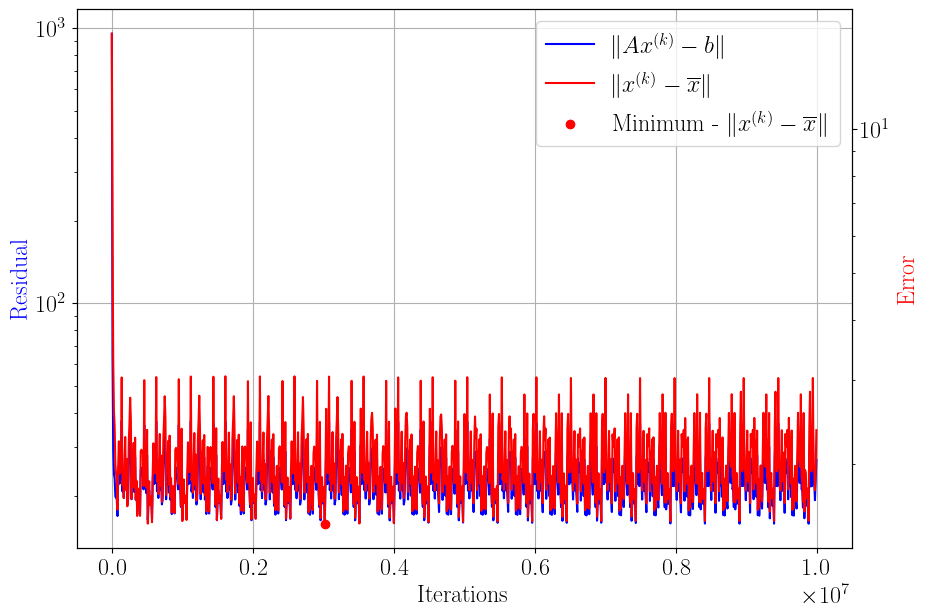 10³
10²
Residual
‖Ax⁽ᵏ⁾ − b‖
‖x⁽ᵏ⁾ − x̅‖
Minimum - ‖x⁽ᵏ⁾ − x̅‖
10¹
Error
0.0 0.2 0.4 0.6 0.8 1.0
×10⁷
Iterations